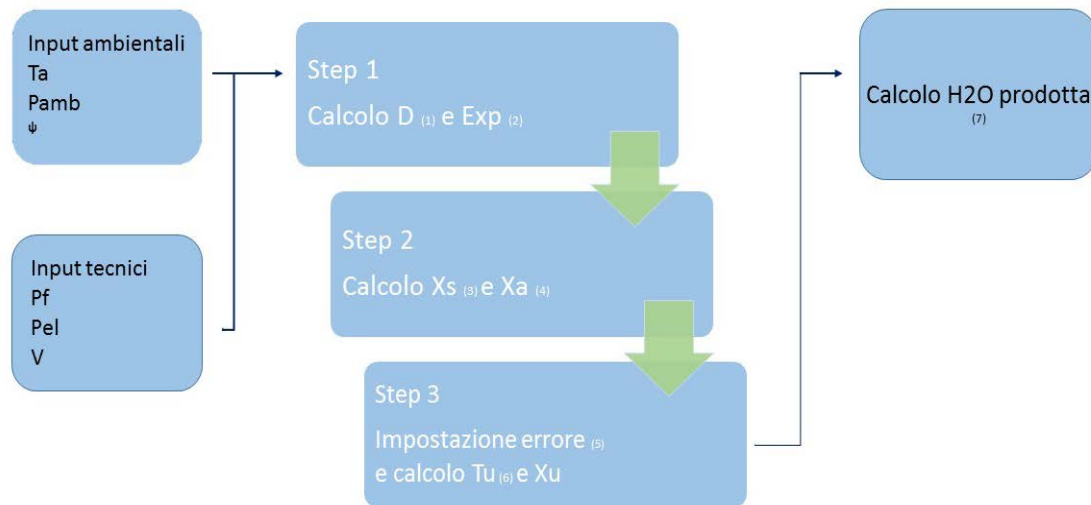 Input ambientali
Ta
Pamb
ψ
Input tecnici
Pf
Pel
V
Step 1
Calcolo D (1) e Exp (2)
Step 2
Calcolo Xs (3) e Xa (4)
Step 3
Impostazione errore (5)
e calcolo Tu (6) e Xu
Calcolo H2O prodotta
(7)